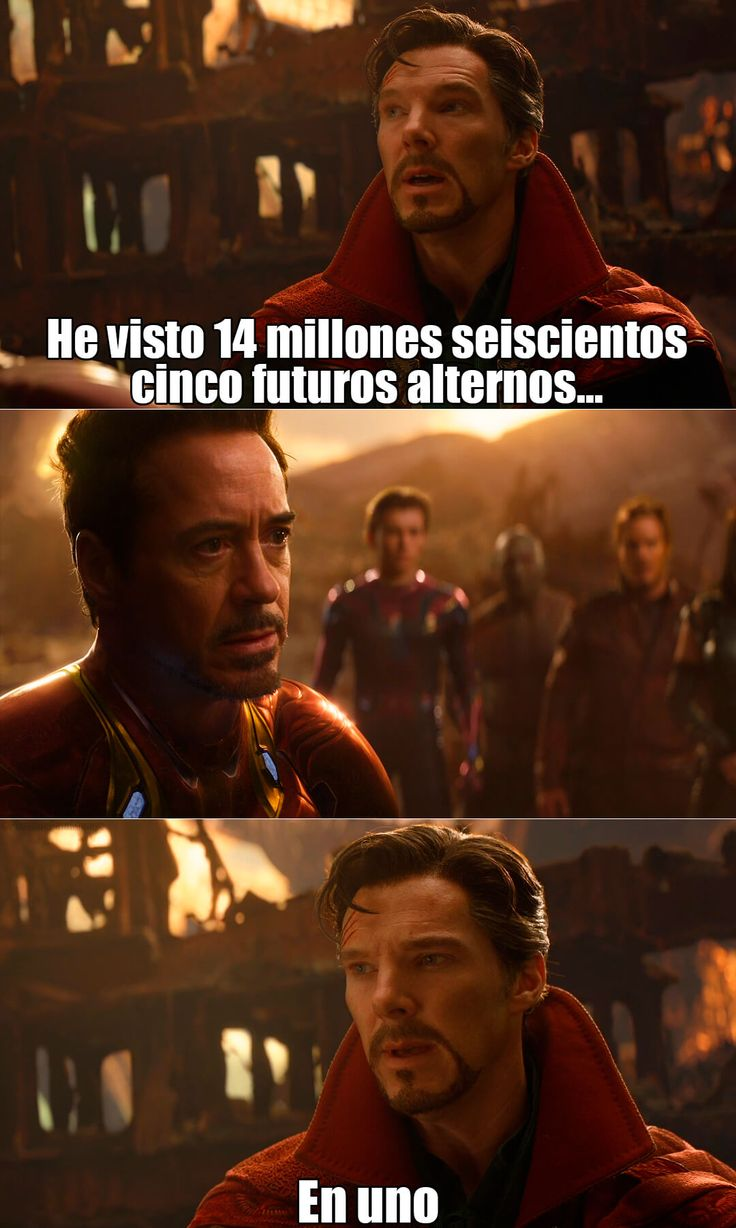 He visto 14 millones seiscientos
cinco futuros alternos...
En uno